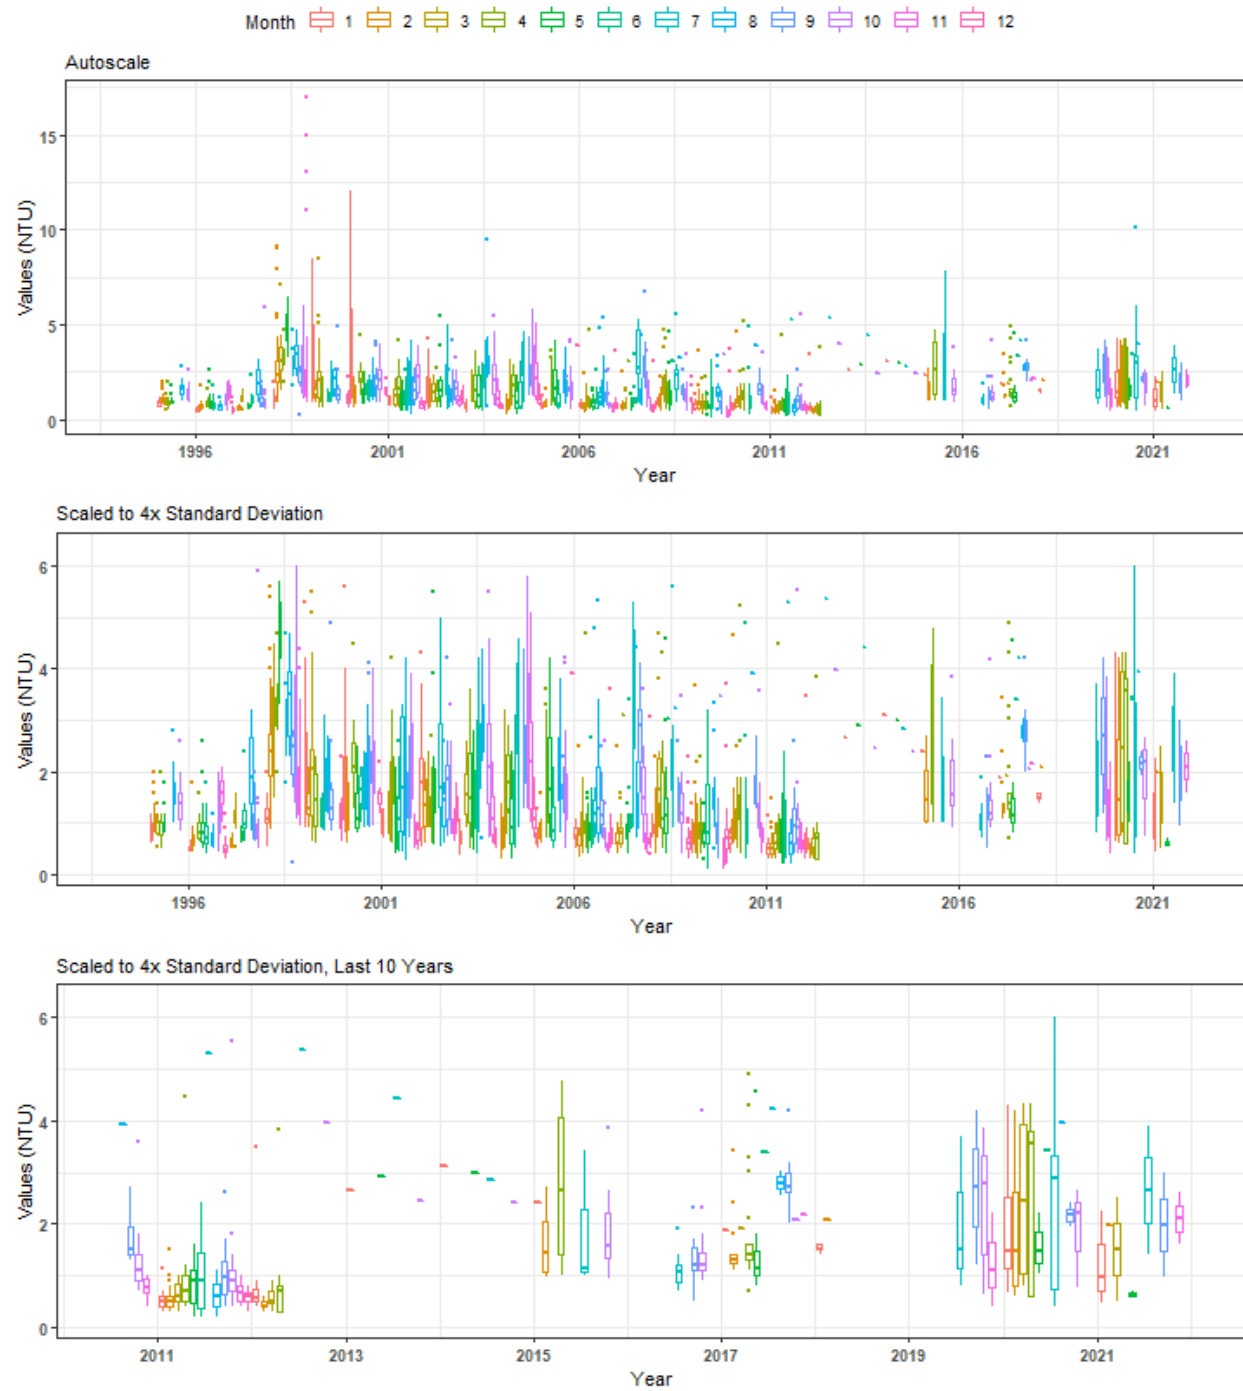 Month 1 2 3 4 5 6 7 8 9 10 11 12
Autoscale
15
10
5
0
Values (NTU)
1996 2001 2006 2011 2016 2021
Year
Scaled to 4x Standard Deviation
6
4
2
0
Values (NTU)
1996 2001 2006 2011 2016 2021
Year
Scaled to 4x Standard Deviation, Last 10 Years
6
4
2
0
Values (NTU)
2011 2013 2015 2017 2019 2021
Year